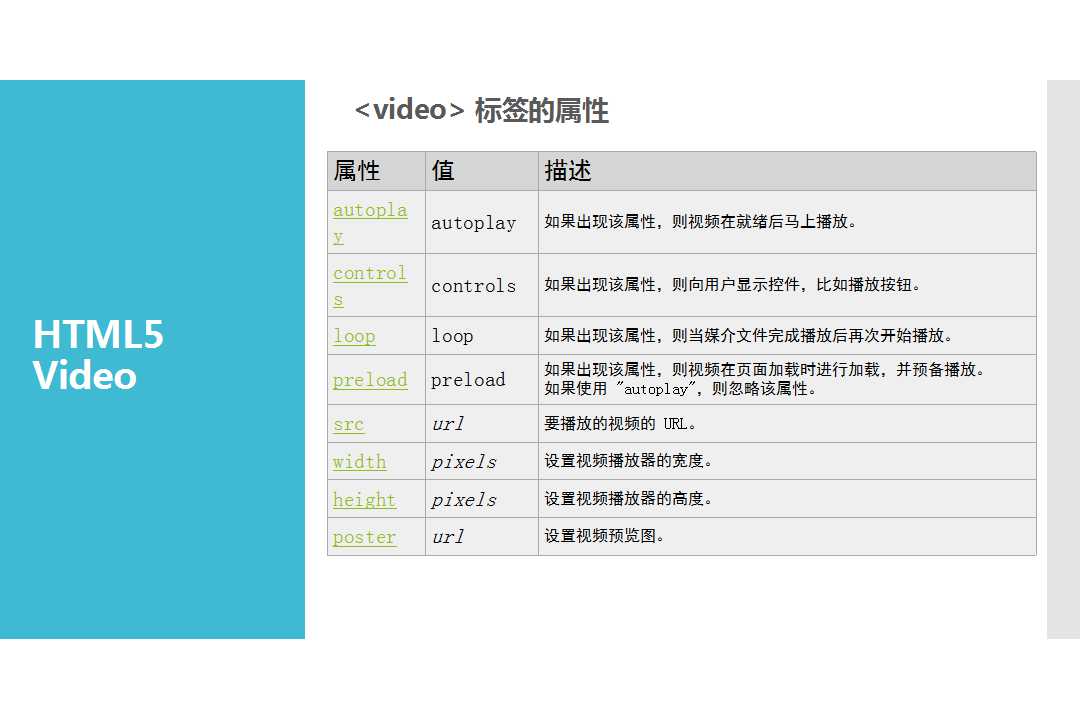 HTML5
Video
<video> 标签的属性
属性 值 描述
autopla
y
autoplay
如果出现该属性，则视频在就绪后马上播放。
control
s
controls
如果出现该属性，则向用户显示控件，比如播放按钮。
loop loop 如果出现该属性，则当媒介文件完成播放后再次开始播放。
preload preload
如果出现该属性，则视频在页面加载时进行加载，并预备播放。
如果使用 "autoplay"，则忽略该属性。
src url 要播放的视频的 URL。
width pixels 设置视频播放器的宽度。
height pixels 设置视频播放器的高度。
poster url 设置视频预览图。